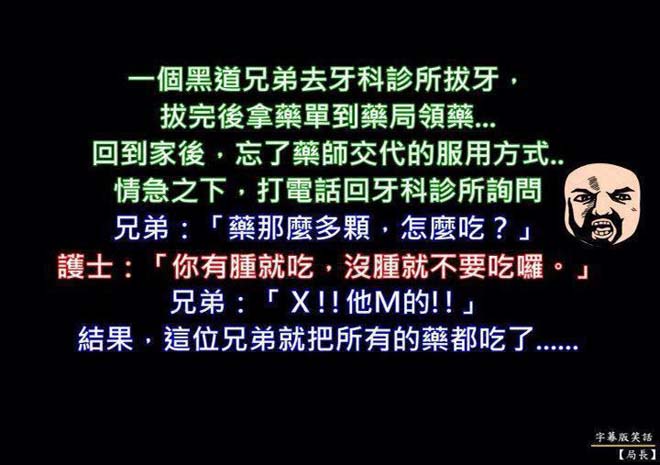 一個黑道兄弟去牙科診所拔牙，
拔完後拿藥單到藥局領藥...
回到家後，忘了藥師交代的服用方式..
情急之下，打電話回牙科診所詢問
兄弟：「藥那麼多顆，怎麼吃？」
護士：「你有腫就吃，沒腫就不要吃囉。」
兄弟：「 X!!他M的!!」
結果，這位兄弟就把所有的藥都吃了......
字幕版笑話
【局長】